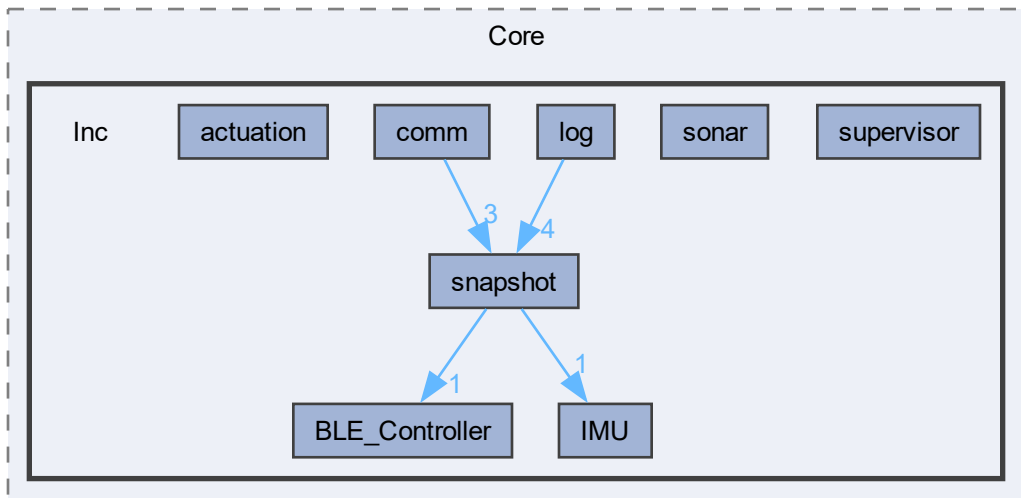 Core
Inc
actuation
comm
log
sonar
supervisor
3
4
snapshot
1
1
BLE_Controller
IMU